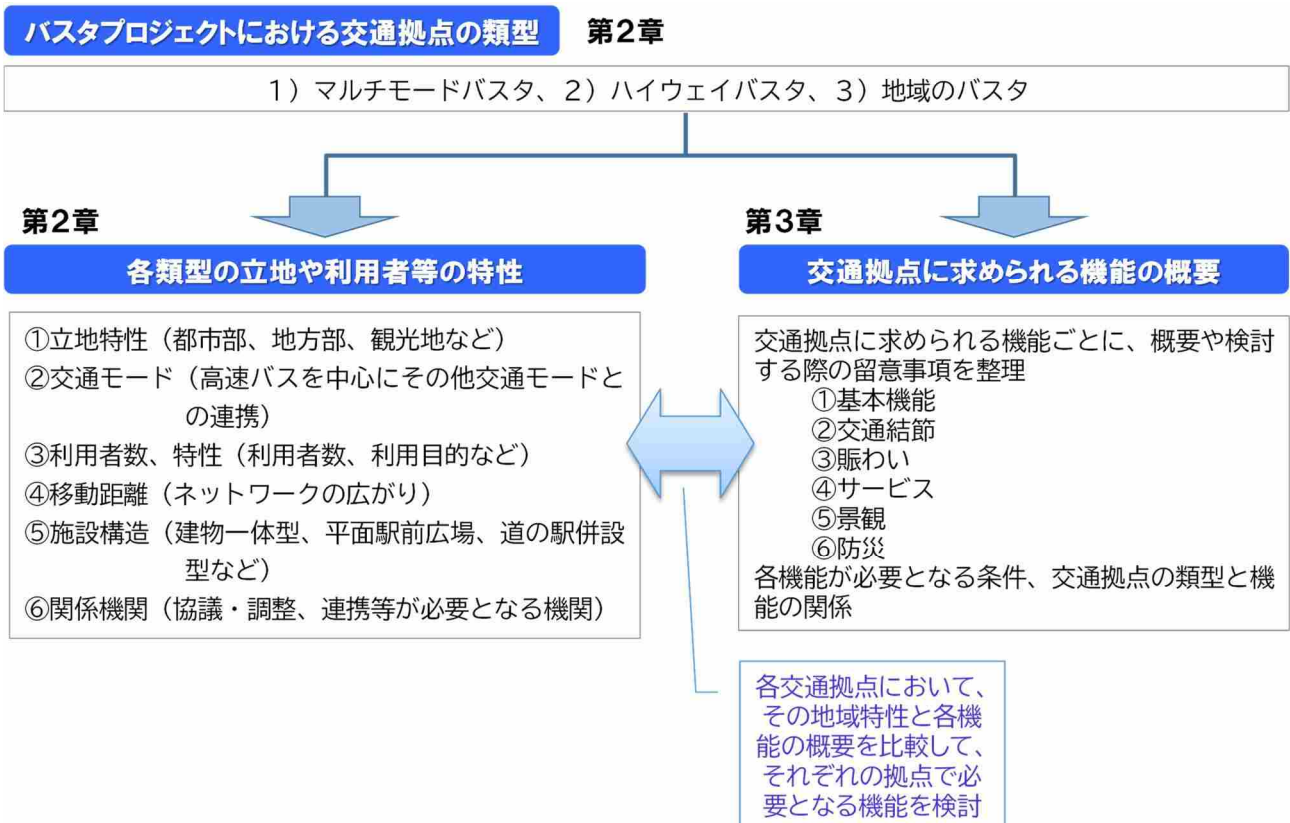 バスタプロジェクトにおける交通拠点の類型
第2章
1）マルチモードバスタ、2）ハイウェイバスタ、3）地域のバスタ
第2章
各類型の立地や利用者等の特性
①立地特性（都市部、地方部、観光地など）
②交通モード（高速バスを中心にその他交通モードと
の連携）
③利用者数、特性（利用者数、利用目的など）
④移動距離（ネットワークの広がり）
⑤施設構造（建物一体型、平面駅前広場、道の駅併設
型など）
⑥関係機関（協議・調整、連携等が必要となる機関）
第3章
交通拠点に求められる機能の概要
交通拠点に求められる機能ごとに、概要や検討
する際の留意事項を整理
①基本機能
②交通結節
③賑わい
④サービス
⑤景観
⑥防災
各機能が必要となる条件、交通拠点の類型と機
能の関係
各交通拠点において、
その地域特性と各機
能の概要を比較して、
それぞれの拠点で必
要となる機能を検討